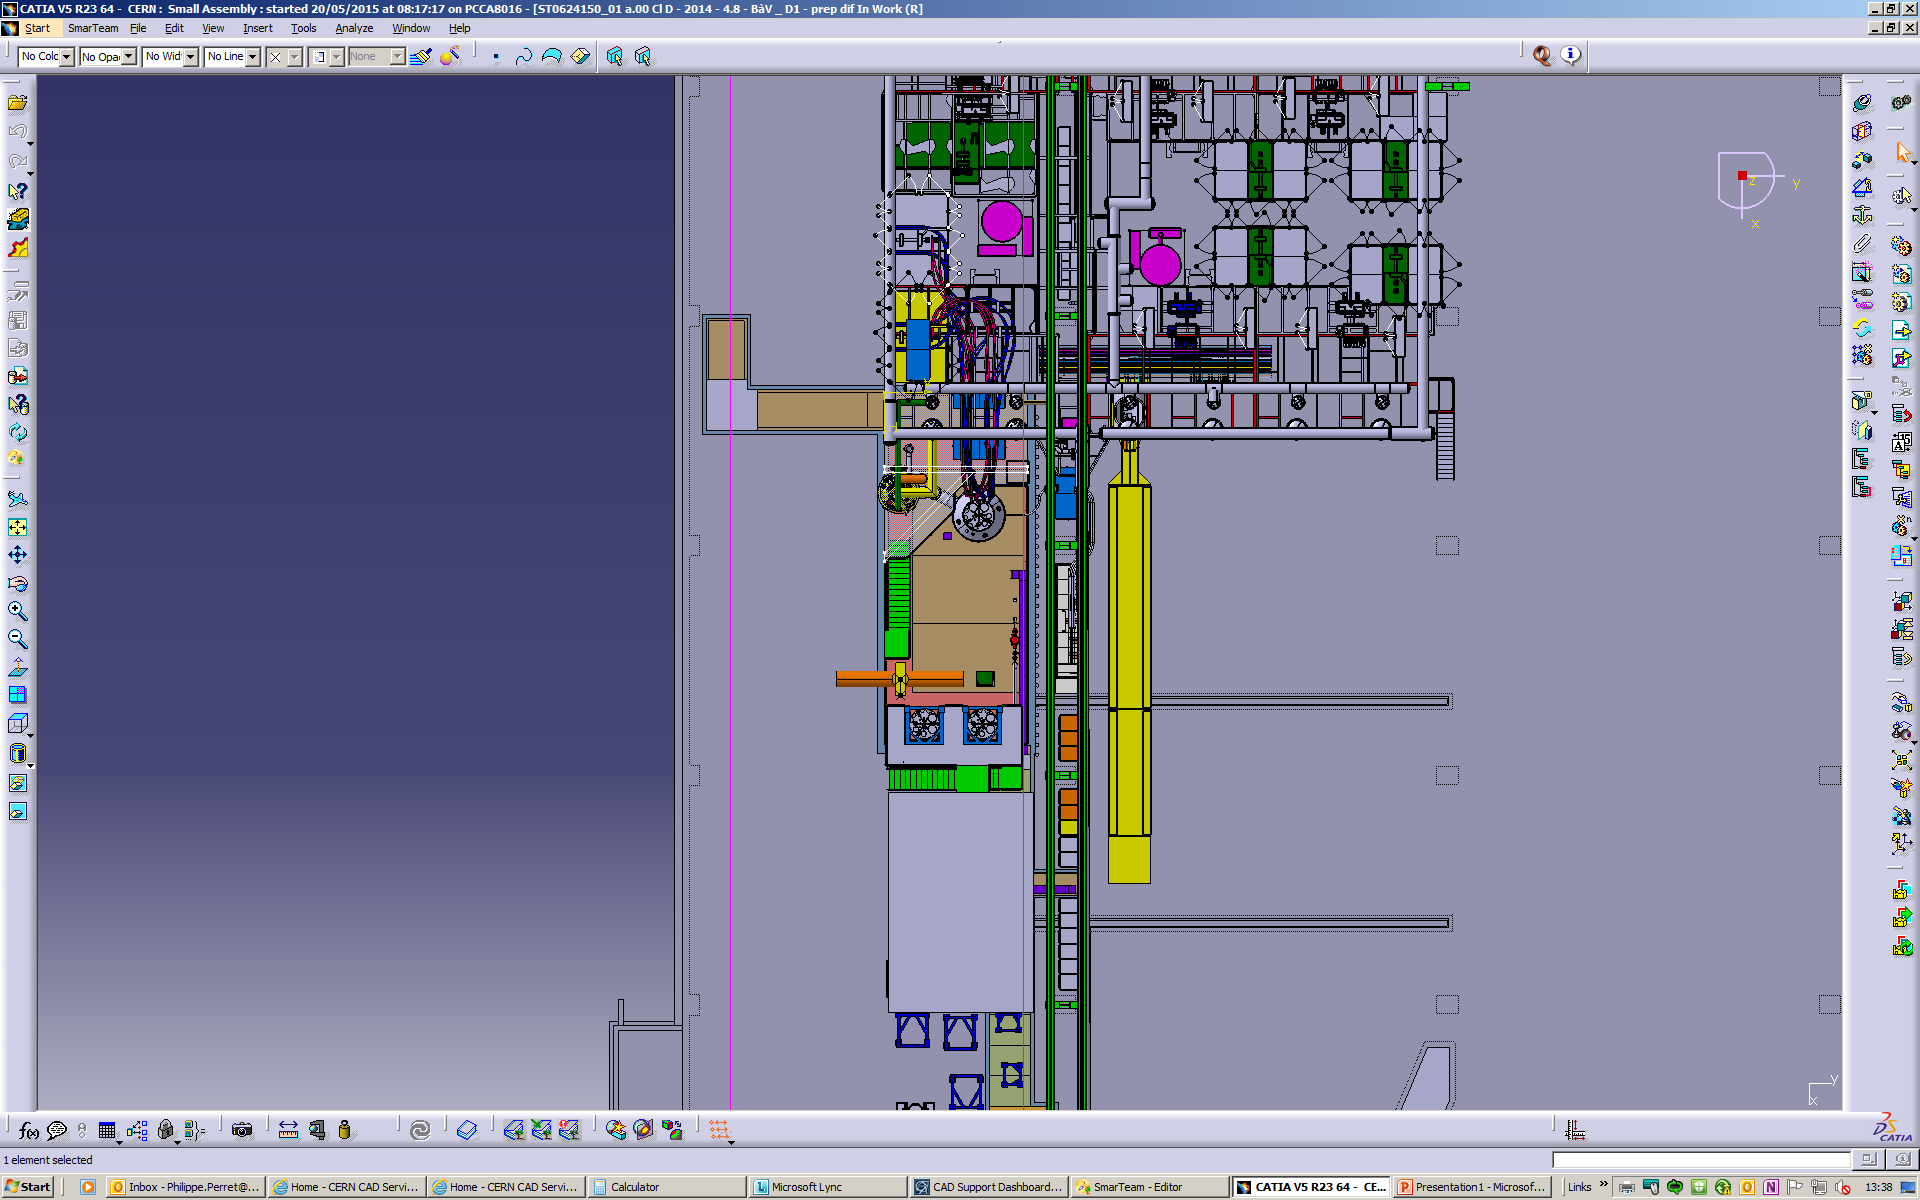 CATIA V5 R23 64 - CERN : Small Assembly : started 20/05/2015 at 08:17:17 on PCCA8016 - [ST0624150_01 a.00 Cl D - 2014 - 4.8 - BàV _ D1 - prep dif In Work (R]
Start SmarTeam File Edit View Insert Tools Analyze Window Help
No Colo No Opa No Widt No Line None
z y
x
y
x
f(x)
CATIA
1 element selected
Start Inbox - Philippe.Perret@... Home - CERN CAD Servi... Home - CERN CAD Servi... Calculator Microsoft Lync CAD Support Dashboard... SmarTeam - Editor CATIA V5 R23 64 - CE... Presentation1 - Microsof... Links » 13:38